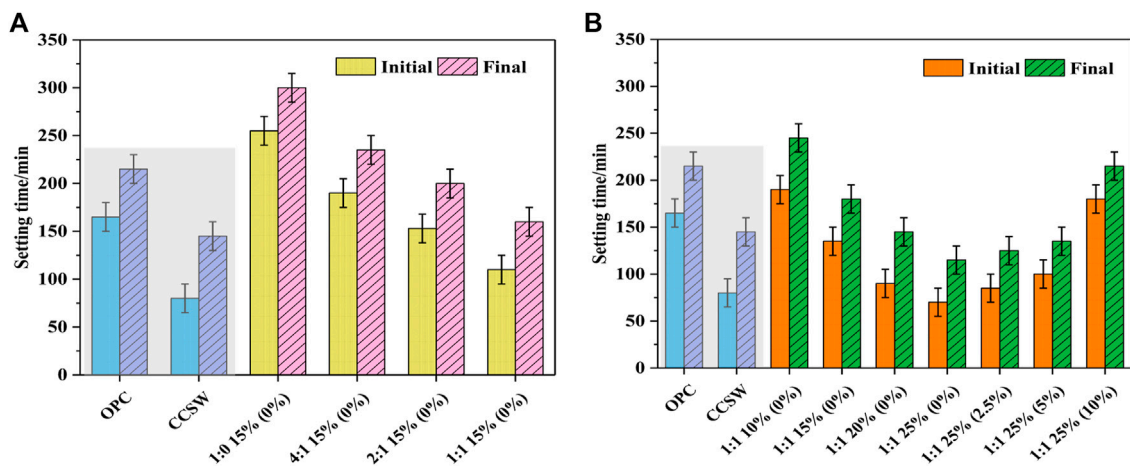 A
350
300
250
200
150
100
50
0
Setting time/min
Initial
Final
OPC
CCSW
1:0 15% (0%)
4:1 15% (0%)
2:1 15% (0%)
1:1 15% (0%)
B
350
300
250
200
150
100
50
0
Setting time/min
Initial
Final
OPC
CCSW
1:1 10% (0%)
1:1 15% (0%)
1:1 20% (0%)
1:1 25% (0%)
1:1 25% (2.5%)
1:1 25% (5%)
1:1 25% (10%)